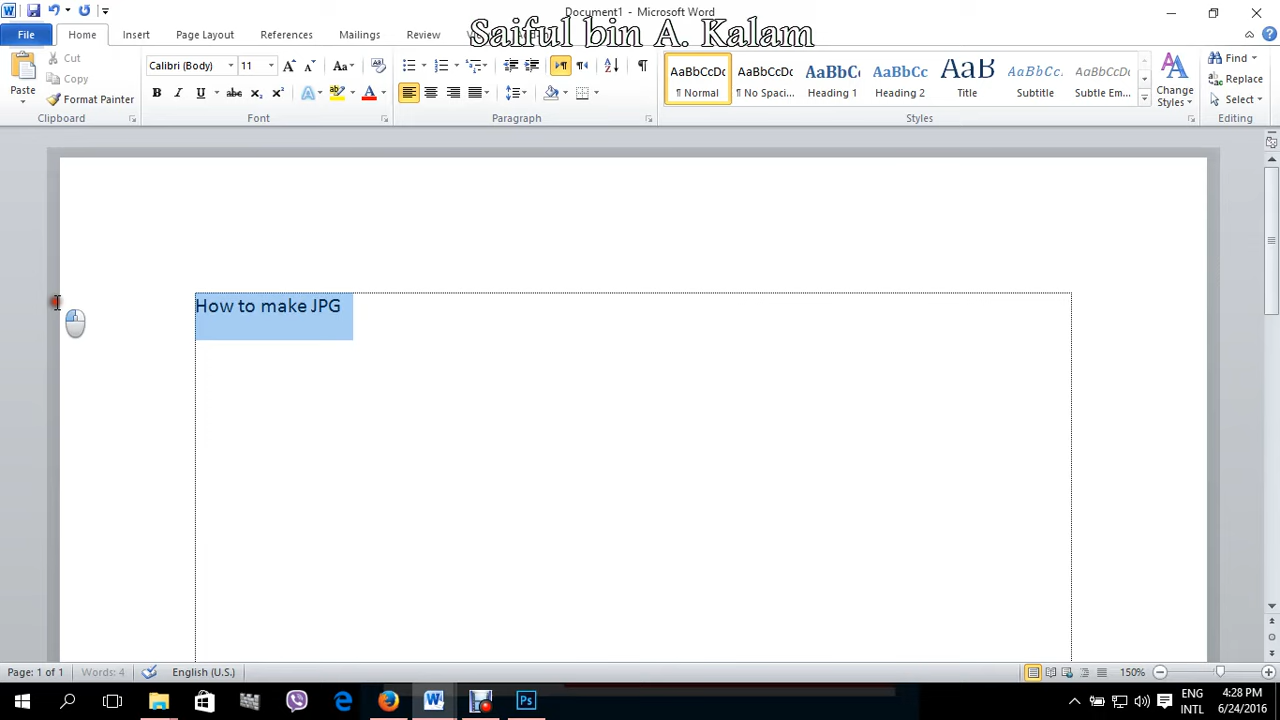 Document1 - Microsoft Word
Saiful bin A. Kalam
File Home Insert Page Layout References Mailings Review
Paste
Cut
Copy
Format Painter
Clipboard
Calibri (Body) 11
Font
Paragraph
AaBbCcDc AaBbCcDc AaBbC AaBbCc AaB AaBbCc. AaBbCcDc
¶ Normal ¶ No Spaci... Heading 1 Heading 2 Title Subtitle Subtle Em...
Change Styles
Styles
Find
Replace
Select
Editing
How to make JPG
Page: 1 of 1 Words: 4 English (U.S.) 150%
ENG 4:28 PM
INTL 6/24/2016